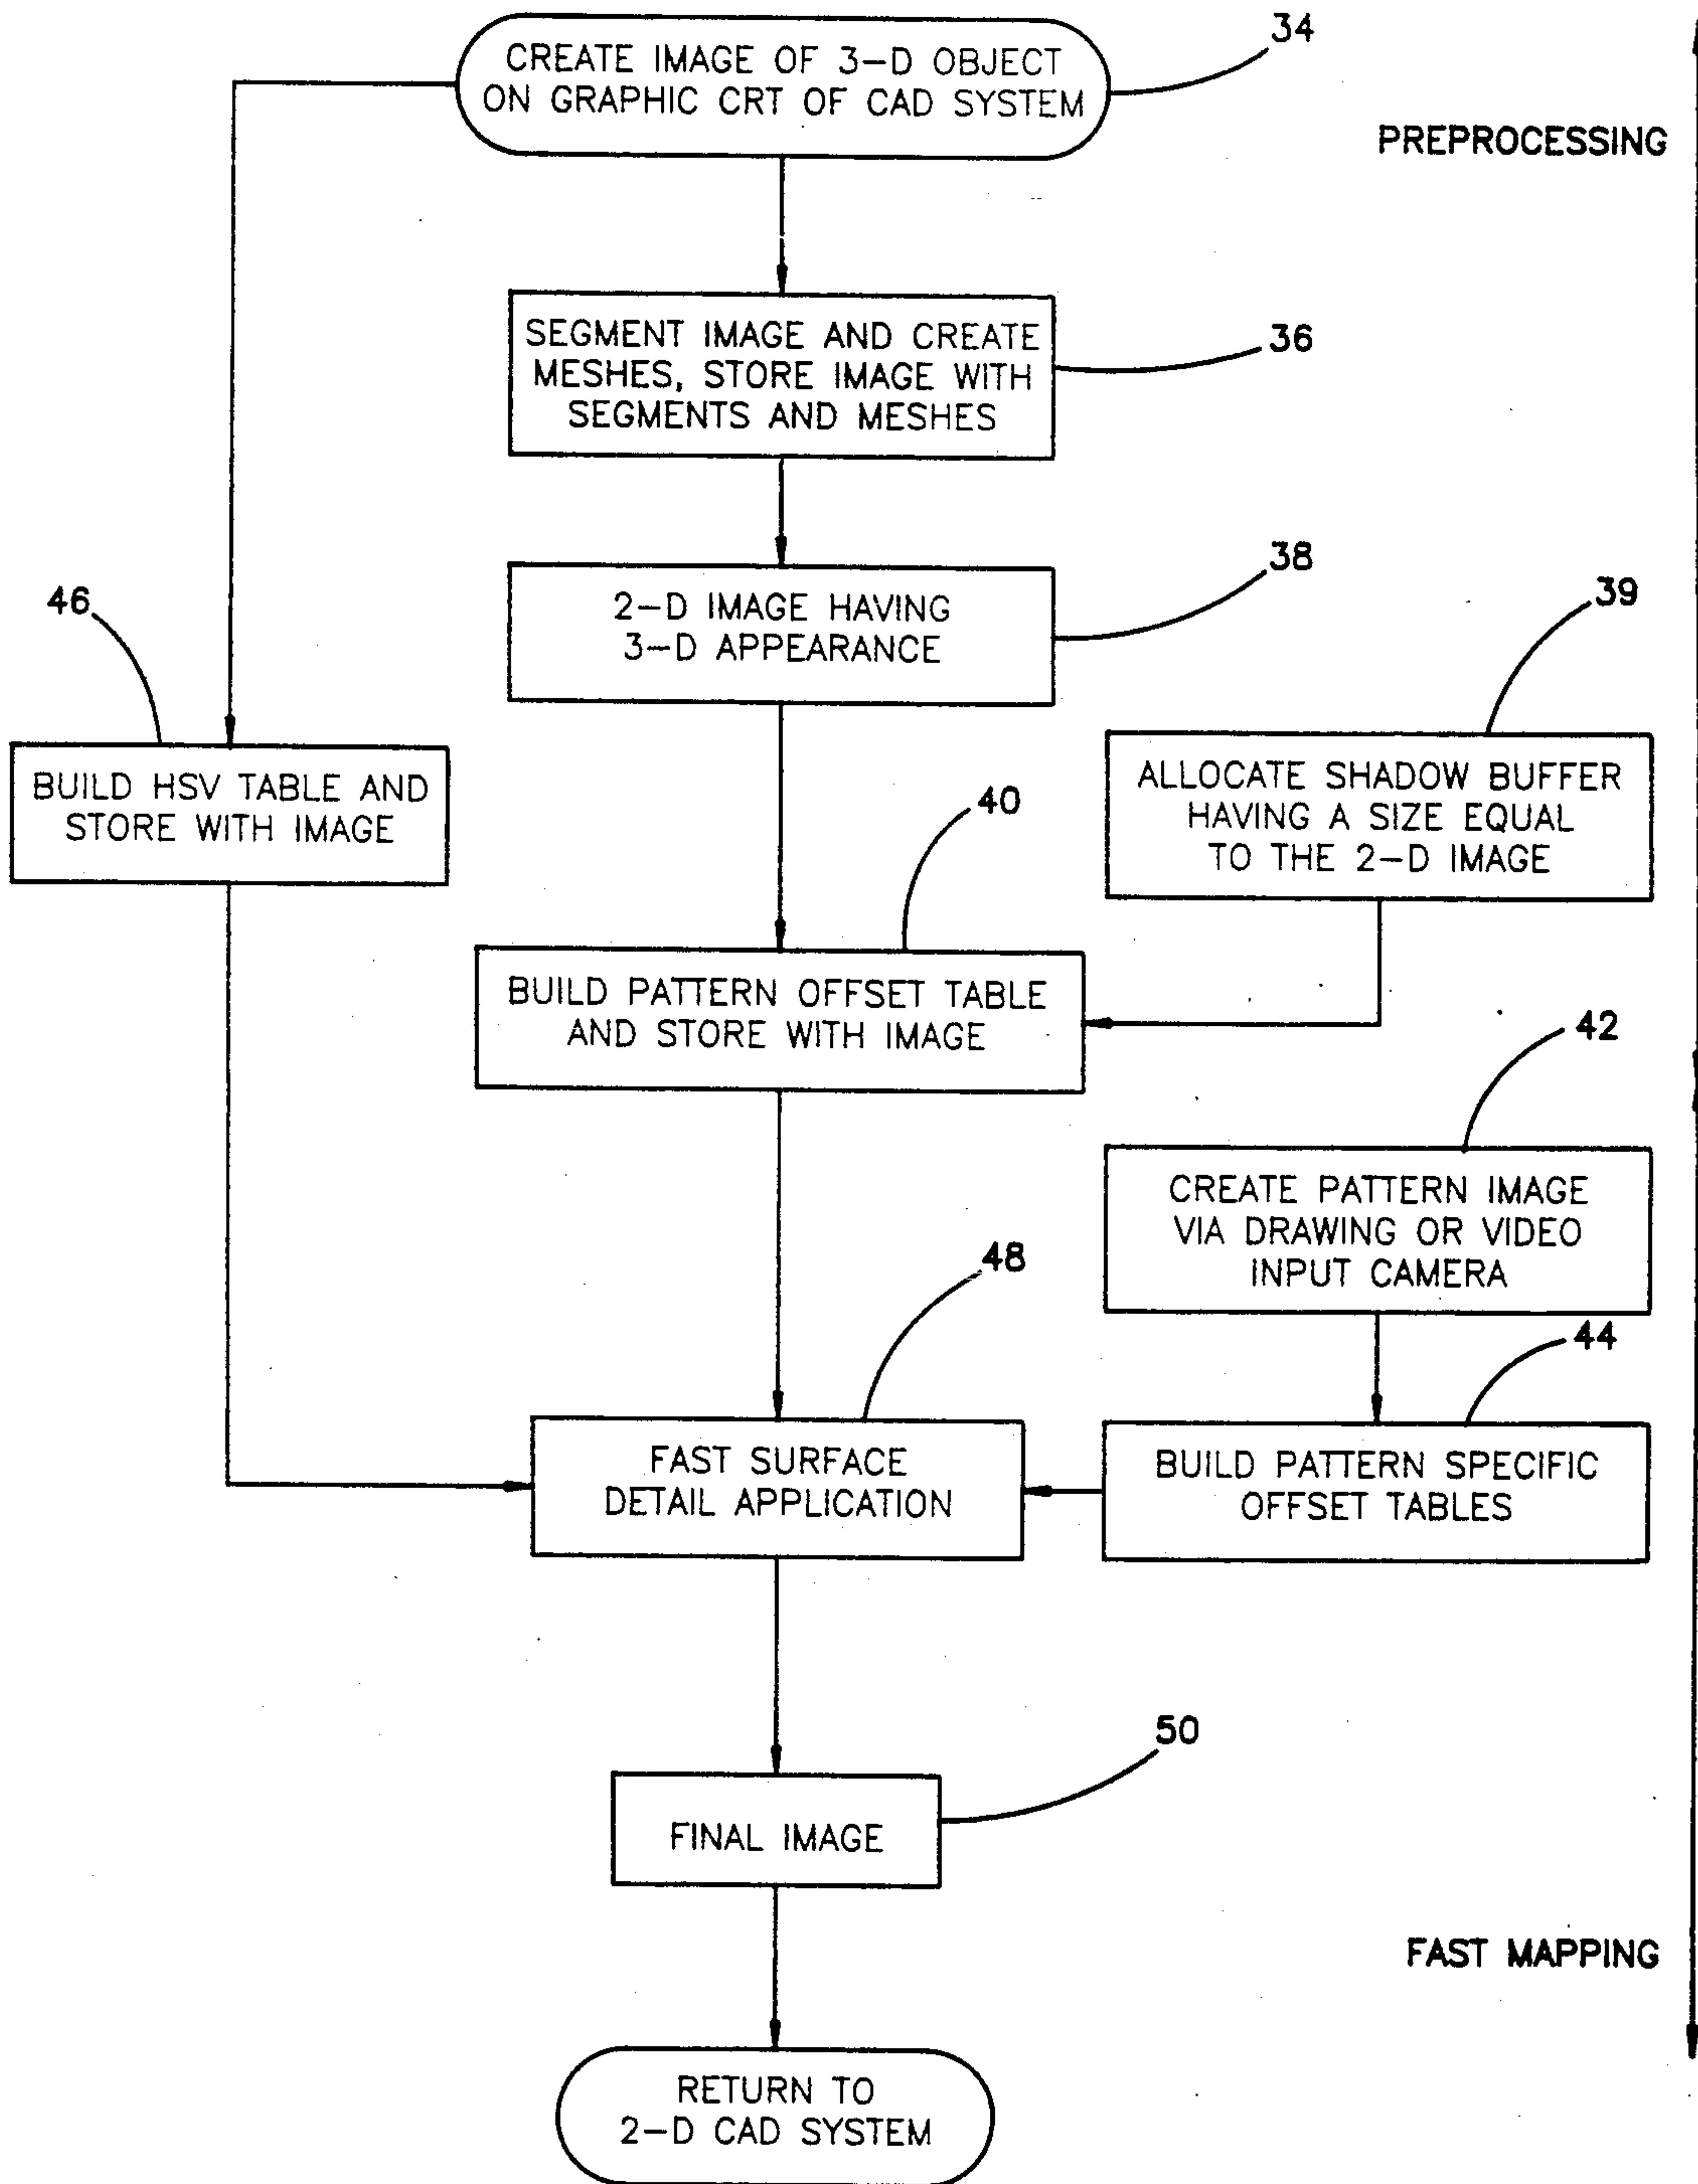 34
CREATE IMAGE OF 3-D OBJECT
ON GRAPHIC CRT OF CAD SYSTEM
PREPROCESSING
36
SEGMENT IMAGE AND CREATE
MESHES, STORE IMAGE WITH
SEGMENTS AND MESHES
38
2-D IMAGE HAVING
3-D APPEARANCE
39
46
ALLOCATE SHADOW BUFFER
HAVING A SIZE EQUAL
TO THE 2-D IMAGE
BUILD HSV TABLE AND
STORE WITH IMAGE
40
BUILD PATTERN OFFSET TABLE
AND STORE WITH IMAGE
42
CREATE PATTERN IMAGE
VIA DRAWING OR VIDEO
INPUT CAMERA
48
44
FAST SURFACE
DETAIL APPLICATION
BUILD PATTERN SPECIFIC
OFFSET TABLES
50
FINAL IMAGE
FAST MAPPING
RETURN TO
2-D CAD SYSTEM